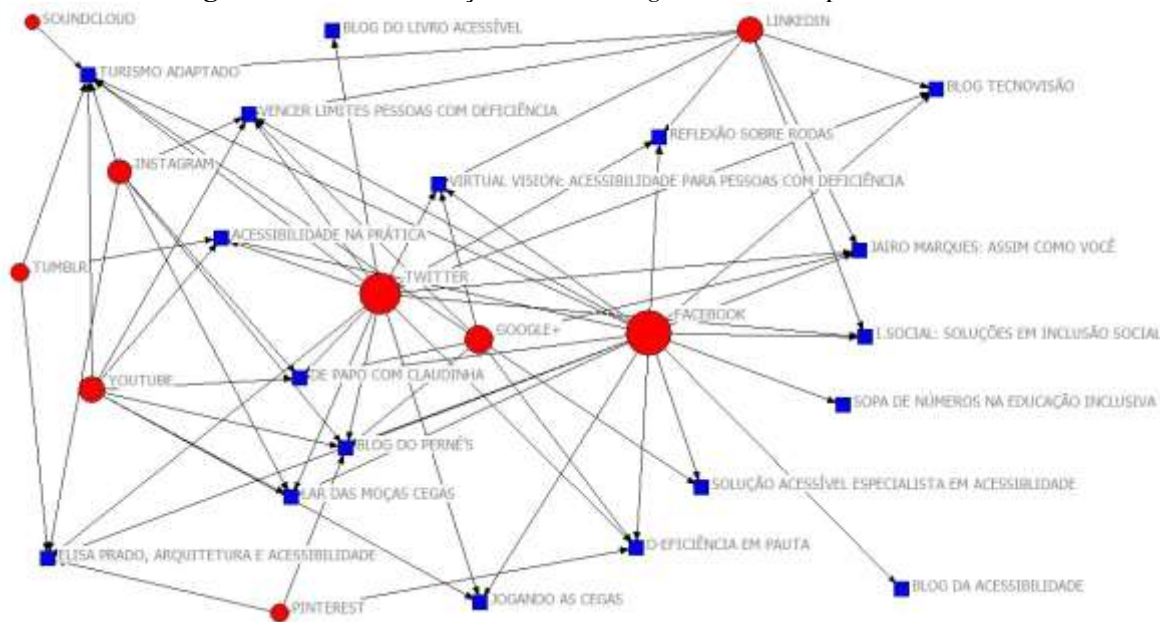 SOUNDCLOUD
BLOG DO LIVRO ACESSÍVEL
LINKEDIN
TURISMO ADAPTADO
BLOG TECNOVISÃO
VENCER LIMITES PESSOAS COM DEFICIÊNCIA
REFLEXÃO SOBRE RODAS
INSTAGRAM
VIRTUAL VISION: ACESSIBILIDADE PARA PESSOAS COM DEFICIÊNCIA
ACESSIBILIDADE NA PRÁTICA
JAIRO MARQUES: ASSIM COMO VOCÊ
TUMBLR
TWITTER
FACEBOOK
GOOGLE+
I.SOCIAL: SOLUÇÕES EM INCLUSÃO SOCIAL
DE PAPO COM CLAUDINHA
YOUTUBE
SOPA DE NÚMEROS NA EDUCAÇÃO INCLUSIVA
BLOG DO PERNÉ'S
SOLUÇÃO ACESSÍVEL ESPECIALISTA EM ACESSIBLIDADE
LAR DAS MOÇAS CEGAS
D-EFICIÊNCIA EM PAUTA
ELISA PRADO, ARQUITETURA E ACESSIBILIDADE
BLOG DA ACESSIBILIDADE
JOGANDO AS CEGAS
PINTEREST